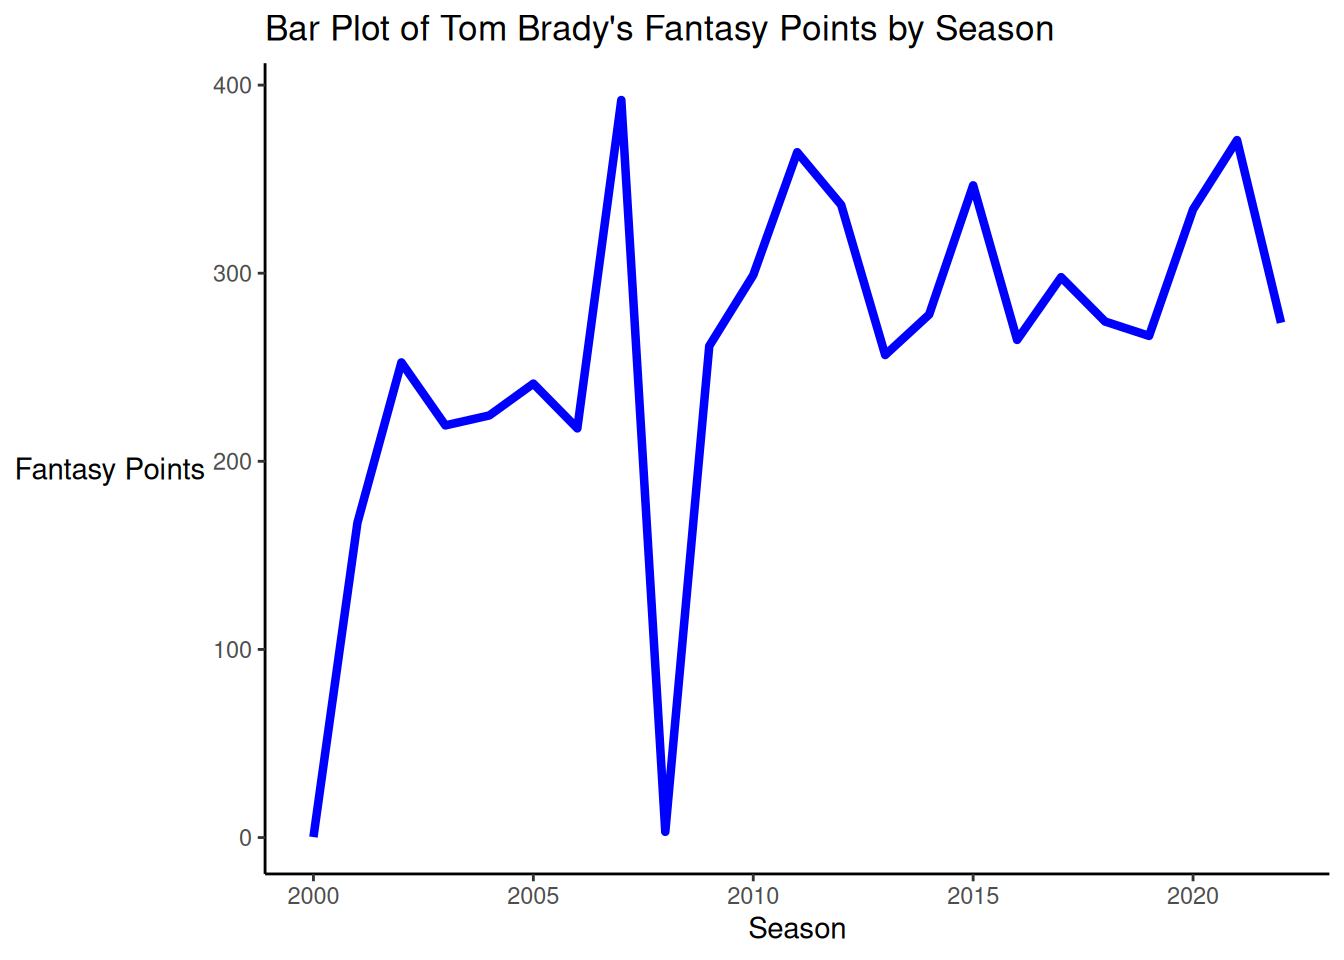 Bar Plot of Tom Brady's Fantasy Points by Season
400
300
Fantasy Points 200
100
0
2000 2005 2010 2015 2020
Season